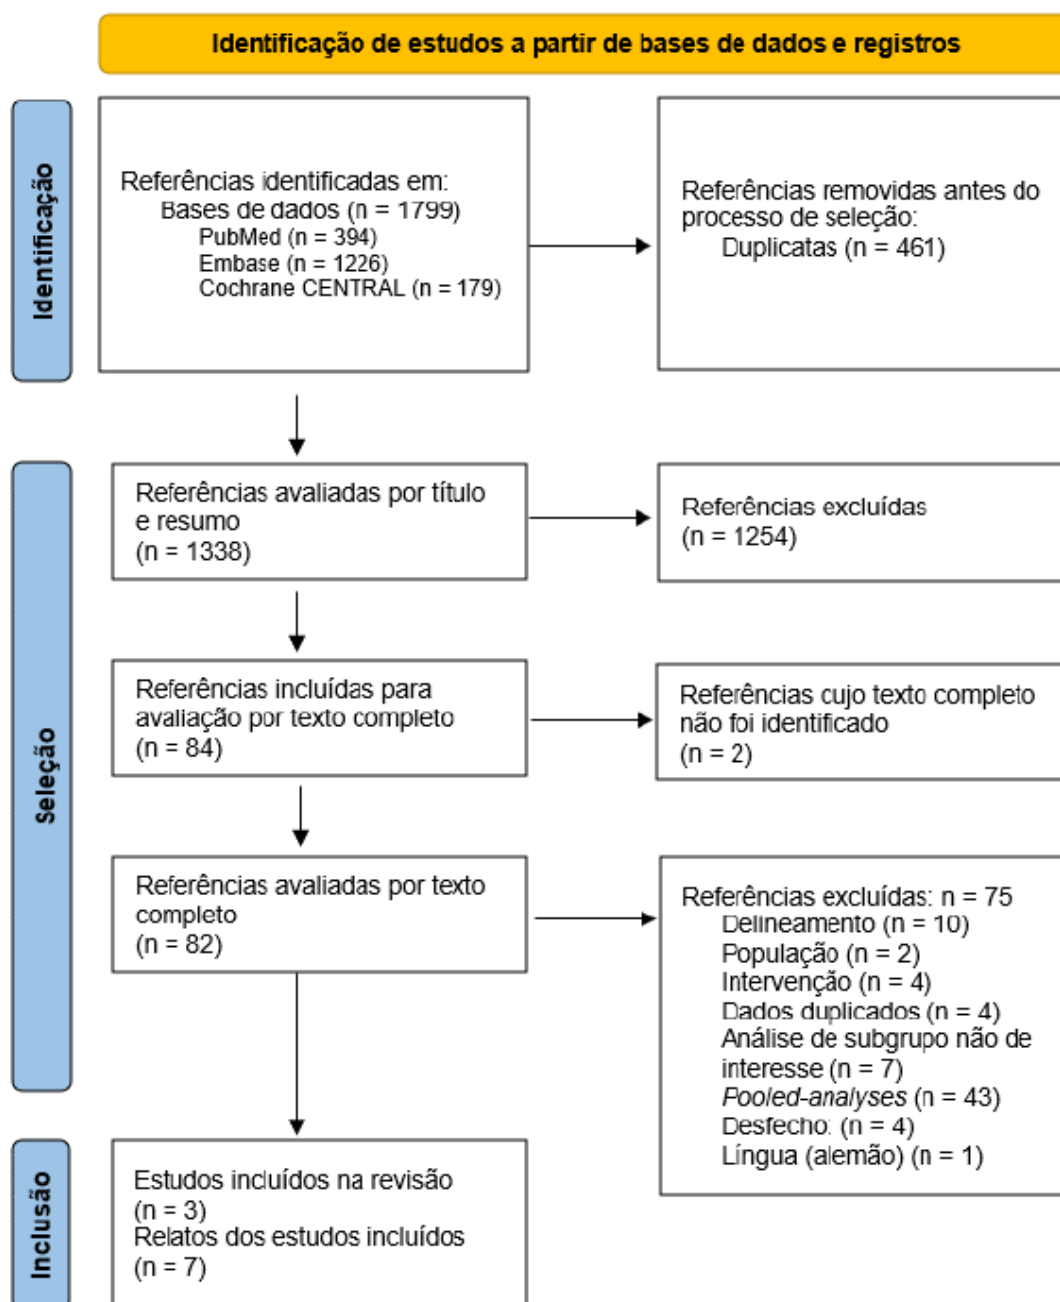 Identificação de estudos a partir de bases de dados e registros
Identificação
Referências identificadas em:
Bases de dados (n = 1799)
PubMed (n = 394)
Embase (n = 1226)
Cochrane CENTRAL (n = 179)
Referências removidas antes do
processo de seleção:
Duplicatas (n = 461)
Seleção
Referências avaliadas por título
e resumo
(n = 1338)
Referências excluídas
(n = 1254)
Referências incluídas para
avaliação por texto completo
(n = 84)
Referências cujo texto completo
não foi identificado
(n = 2)
Referências avaliadas por texto
completo
(n = 82)
Referências excluídas: n = 75
Delineamento (n = 10)
População (n = 2)
Intervenção (n = 4)
Dados duplicados (n = 4)
Análise de subgrupo não de
interesse (n = 7)
Pooled-analyses (n = 43)
Desfecho: (n = 4)
Língua (alemão) (n = 1)
Inclusão
Estudos incluídos na revisão
(n = 3)
Relatos dos estudos incluídos
(n = 7)